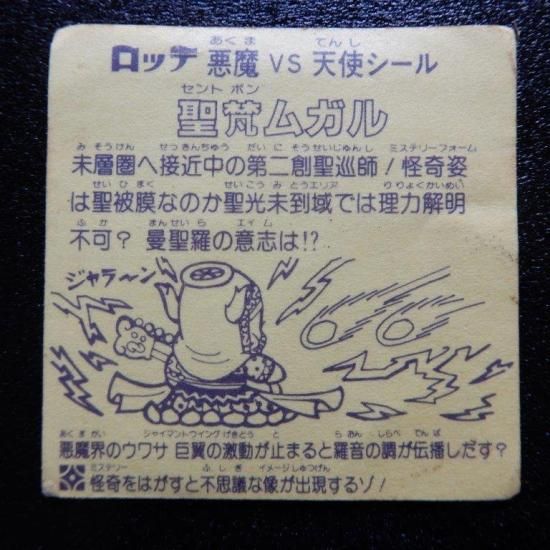 ロッテ 悪魔 VS 天使シール
あくま てんし
聖梵ムガル
セント ボン
未層圏へ接近中の第二創聖巡師！怪奇姿
みそうけん せっきんちゅう だいにそうせいじゅんし ミステリーフォーム
は聖被膜なのか聖光未到域では理力解明
せいひまく せいこうみとうエリア りりょくかいめい
不可？ 曼聖羅の意志は!?
ふか まんせいら エイム
ジャラ〜ン
悪魔界のウワサ 巨翼の激動が止まると羅音の調が伝播しだす？
あくまかい ジャイアントウイング げきどう と らおん しらべ でんぱ
怪奇をはがすと不思議な像が出現するゾ！
ミステリー ふしぎ イメージしゅつげん